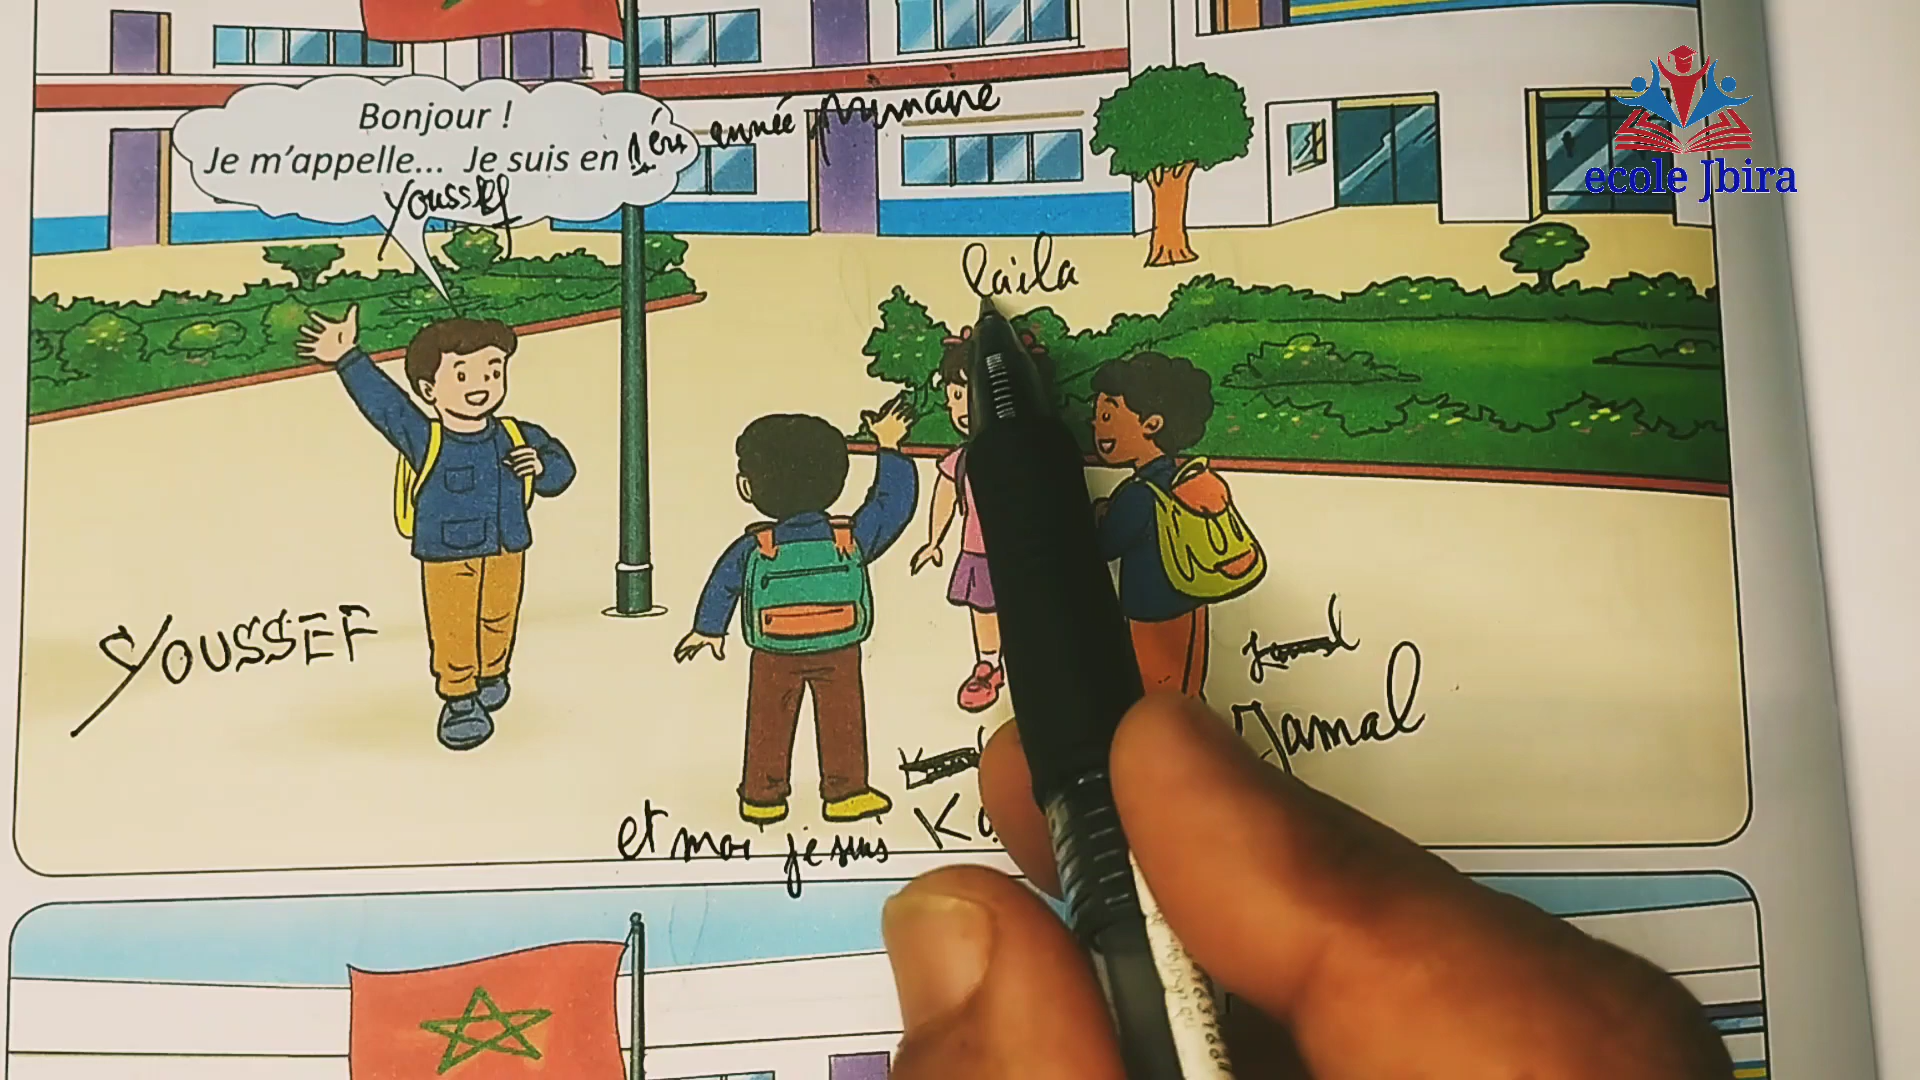 Bonjour !
Je m'appelle... Je suis en 1ère année primaire
Youssef
ecole Jbira
laila
YOUSSEF
Jamal
et moi je suis